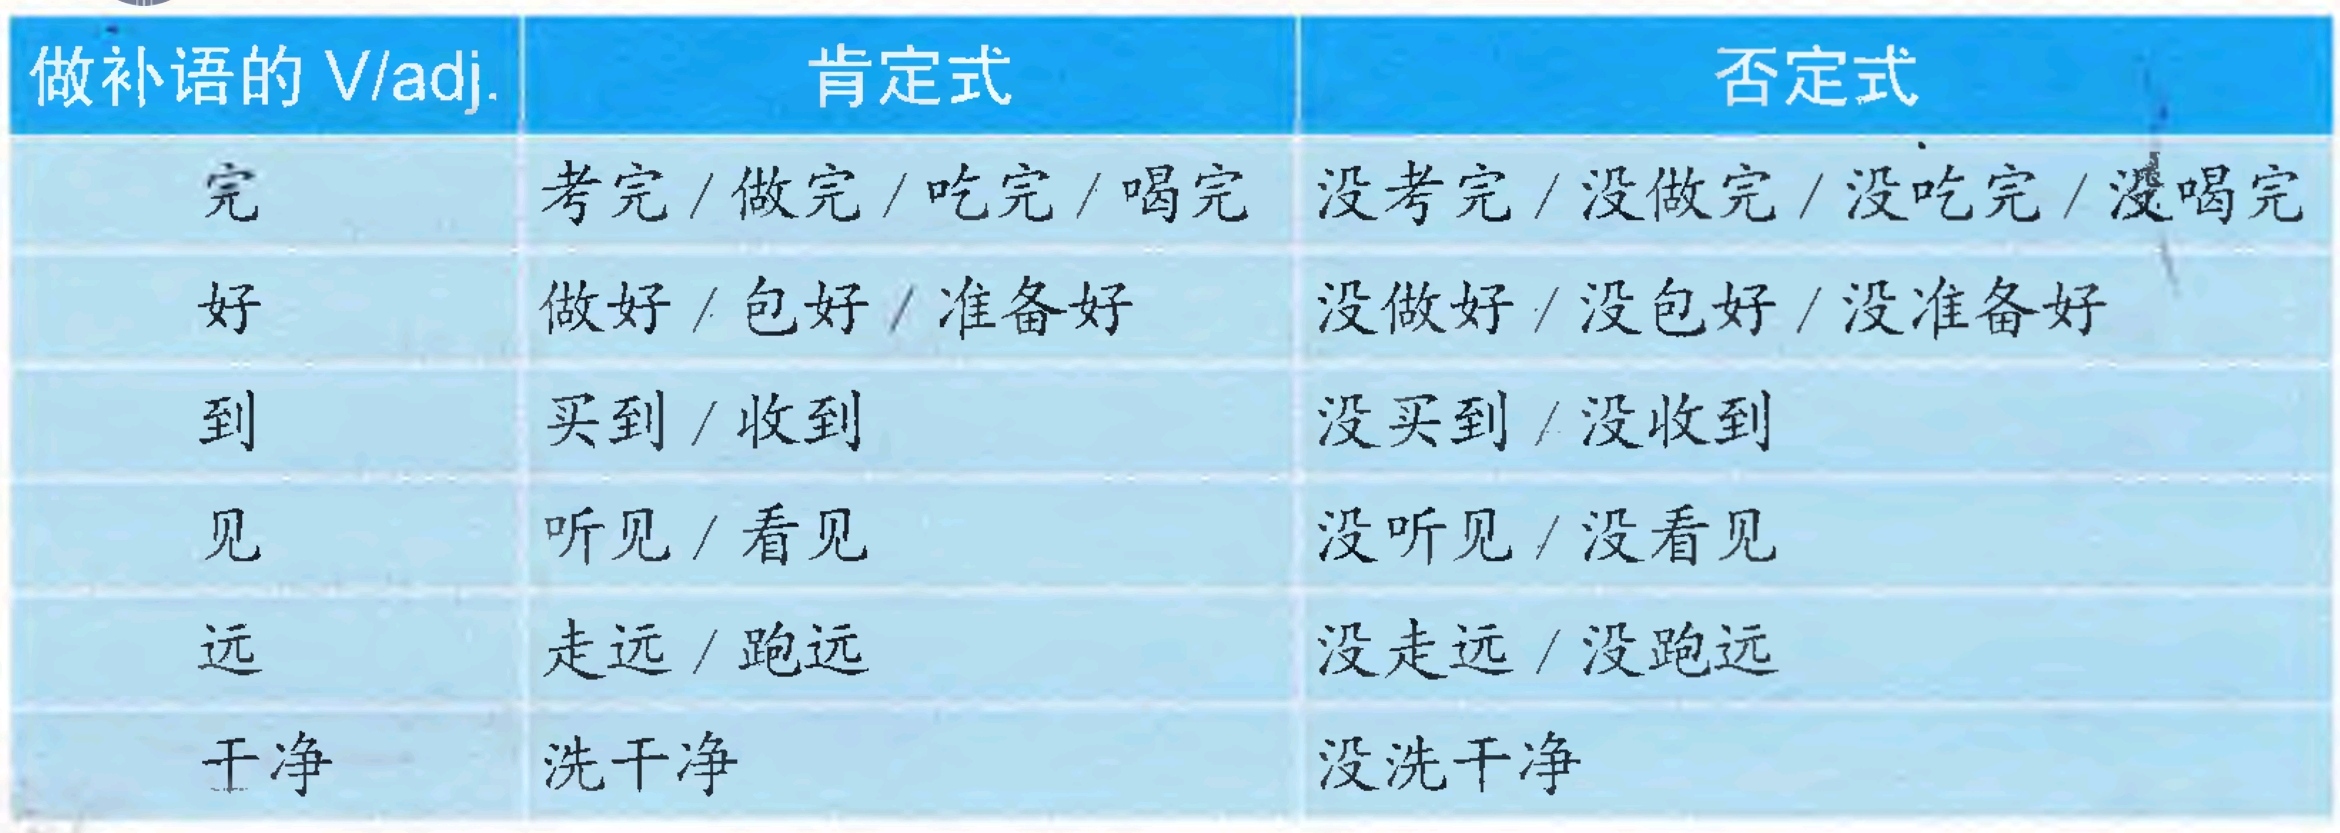 做补语的 V/adj. 肯定式 否定式
完 考完 / 做完 / 吃完 / 喝完 没考完 / 没做完 / 没吃完 / 没喝完
好 做好 / 包好 / 准备好 没做好 / 没包好 / 没准备好
到 买到 / 收到 没买到 / 没收到
见 听见 / 看见 没听见 / 没看见
远 走远 / 跑远 没走远 / 没跑远
干净 洗干净 没洗干净